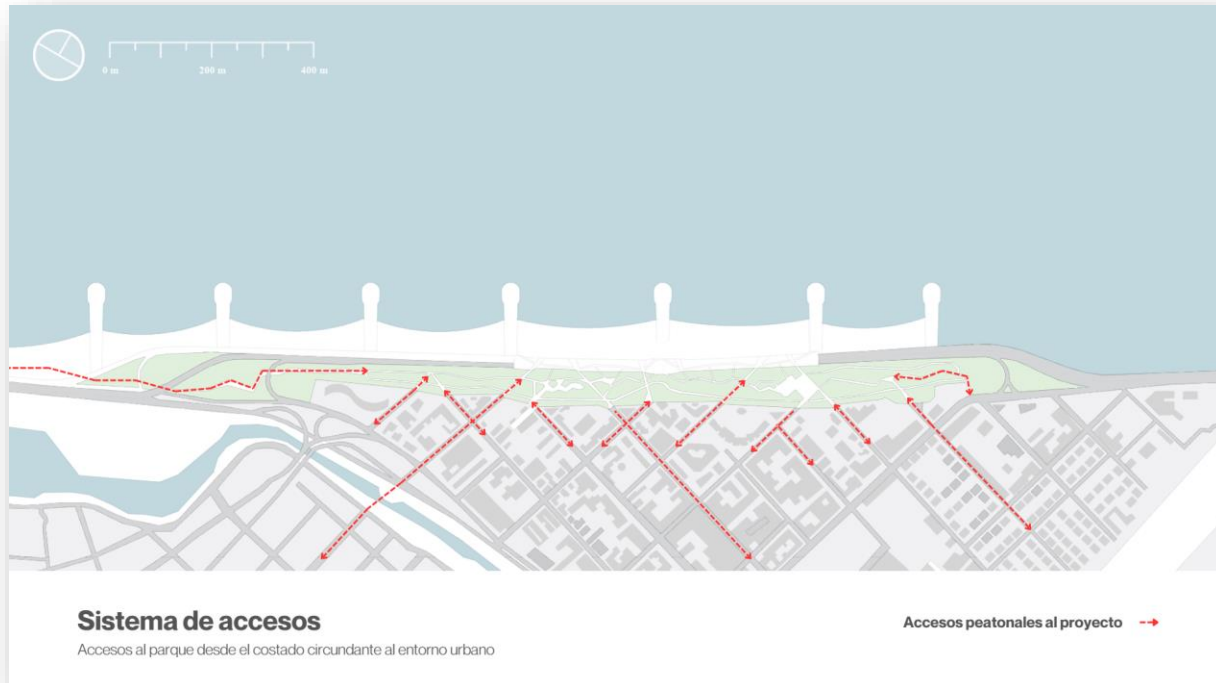 0 m 200 m 400 m
Sistema de accesos
Accesos al parque desde el costado circundante al entorno urbano
Accesos peatonales al proyecto